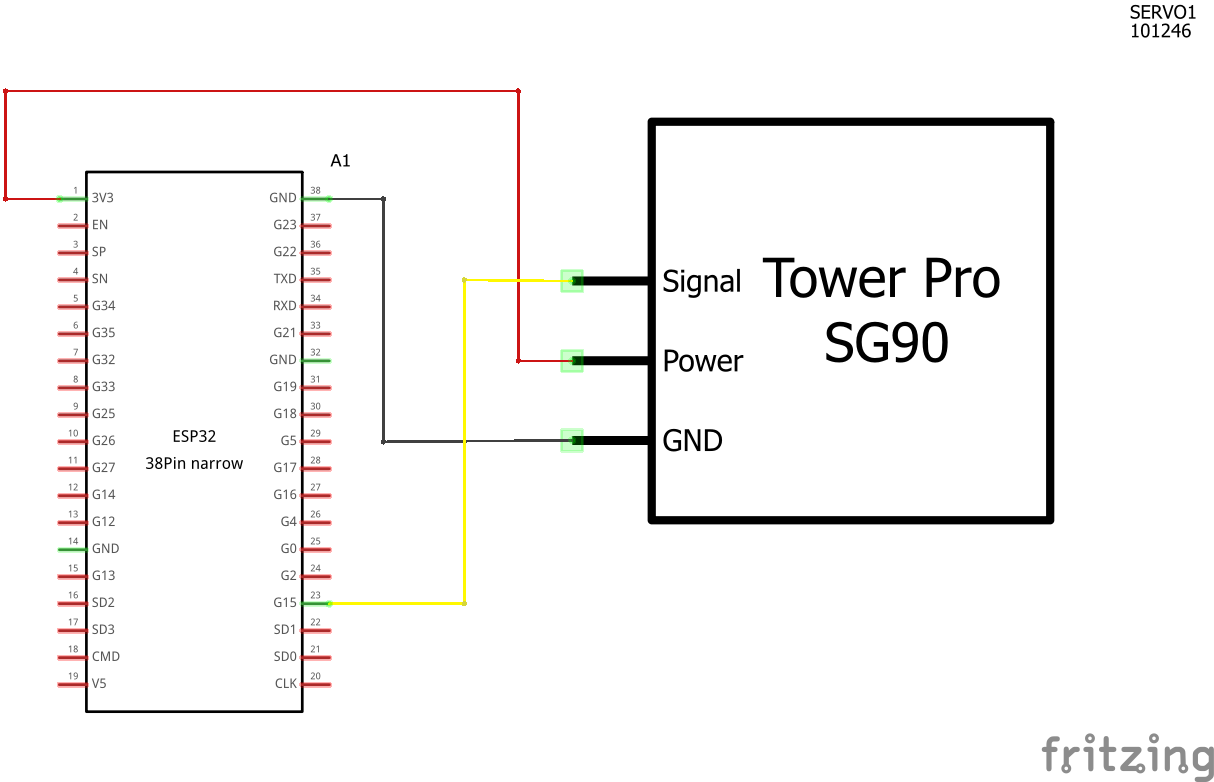 SERVO1
101246
A1
1 3V3 GND 38
2 EN G23 37
3 SP G22 36
4 SN TXD 35
5 G34 RXD 34
6 G35 G21 33
7 G32 GND 32
8 G33 G19 31
9 G25 G18 30
10 G26 G5 29
11 G27 G17 28
12 G14 G16 27
13 G12 G4 26
14 GND G0 25
15 G13 G2 24
16 SD2 G15 23
17 SD3 SD1 22
18 CMD SD0 21
19 V5 CLK 20
ESP32
38Pin narrow
Signal
Power
GND
Tower Pro
SG90
fritzing